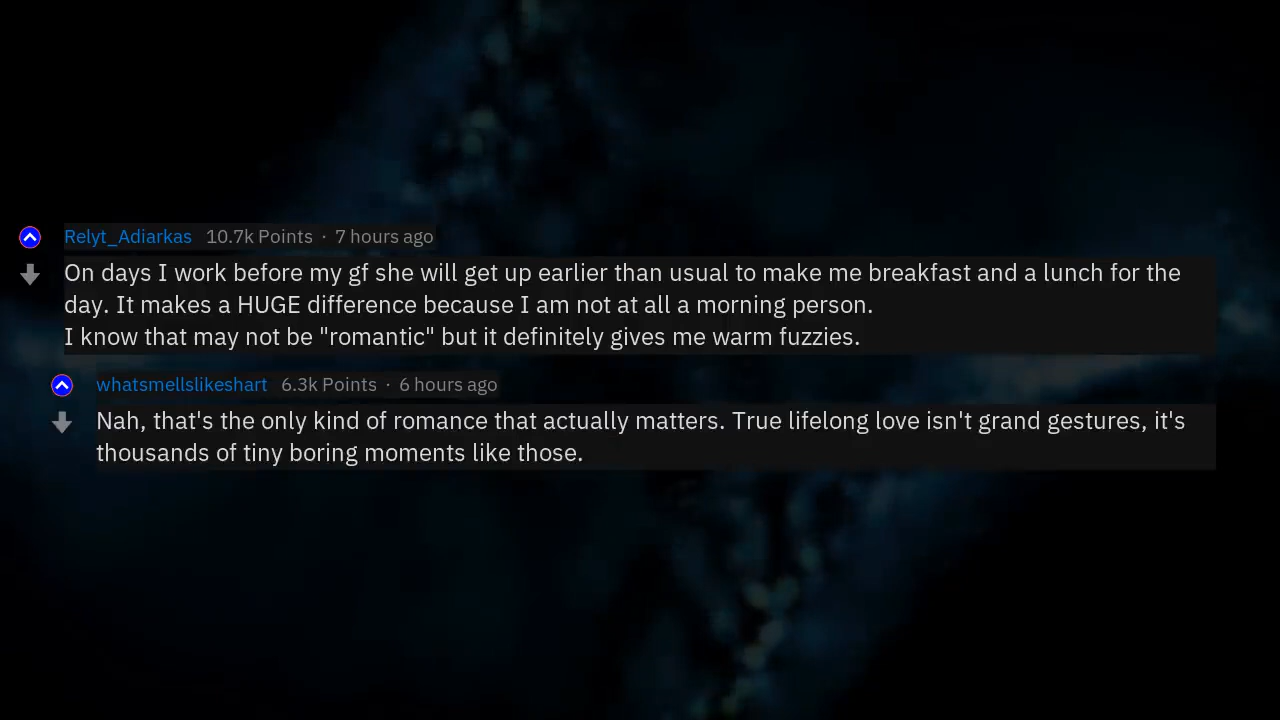 Relyt_Adiarkas 10.7k Points · 7 hours ago
On days I work before my gf she will get up earlier than usual to make me breakfast and a lunch for the
day. It makes a HUGE difference because I am not at all a morning person.
I know that may not be "romantic" but it definitely gives me warm fuzzies.
whatsmellslikeshart 6.3k Points · 6 hours ago
Nah, that's the only kind of romance that actually matters. True lifelong love isn't grand gestures, it's
thousands of tiny boring moments like those.